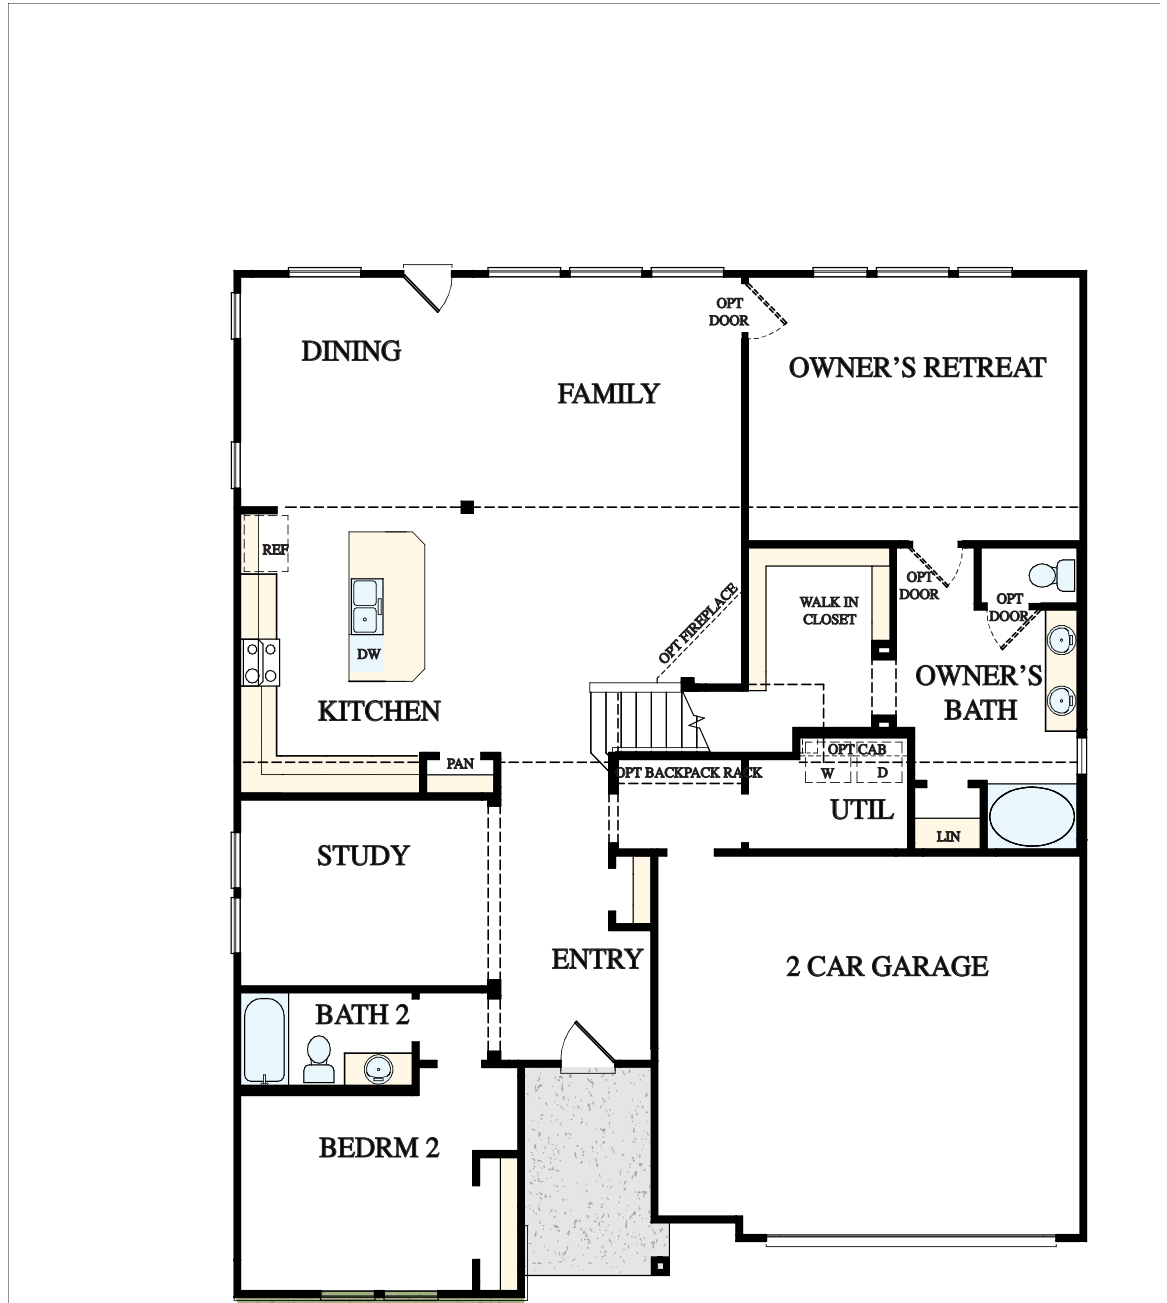 OPT
DOOR
DINING
OWNER'S RETREAT
FAMILY
REF
OPT
DOOR
WALK IN
CLOSET
OPT
DOOR
OPT FIREPLACE
DW
OWNER'S
BATH
KITCHEN
OPT CAB
PAN
OPT BACKPACK RACK
W
D
UTIL
LIN
STUDY
ENTRY
2 CAR GARAGE
BATH 2
BEDRM 2